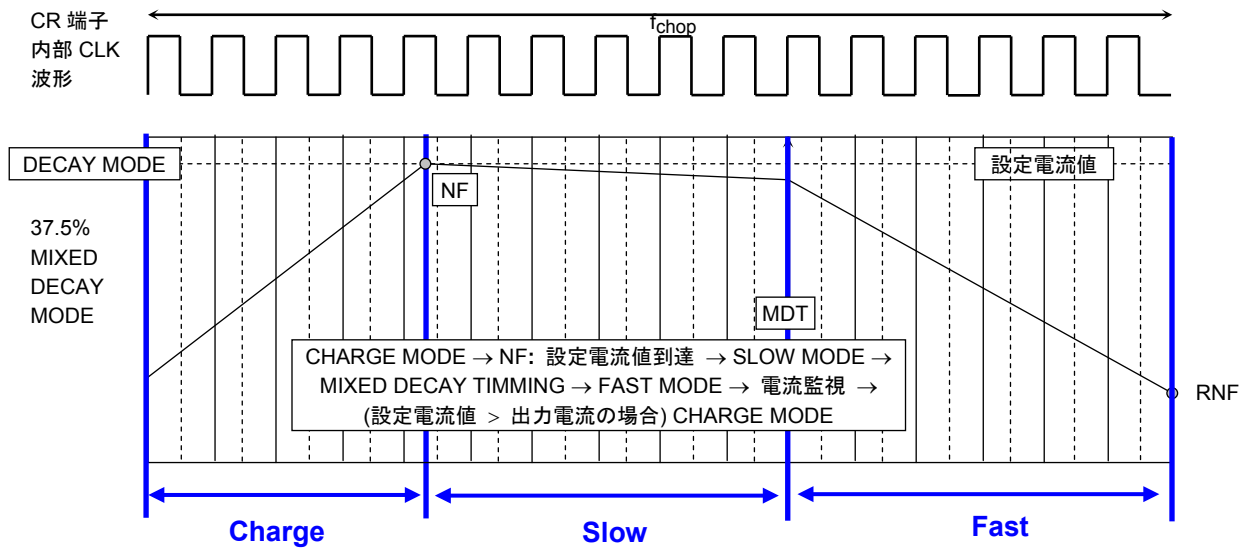 CR 端子
内部 CLK
波形
fchop
DECAY MODE
設定電流値
NF
37.5%
MIXED
DECAY
MODE
MDT
CHARGE MODE → NF: 設定電流値到達 → SLOW MODE →
MIXED DECAY TIMMING → FAST MODE → 電流監視 →
(設定電流値 > 出力電流の場合) CHARGE MODE
RNF
Charge
Slow
Fast